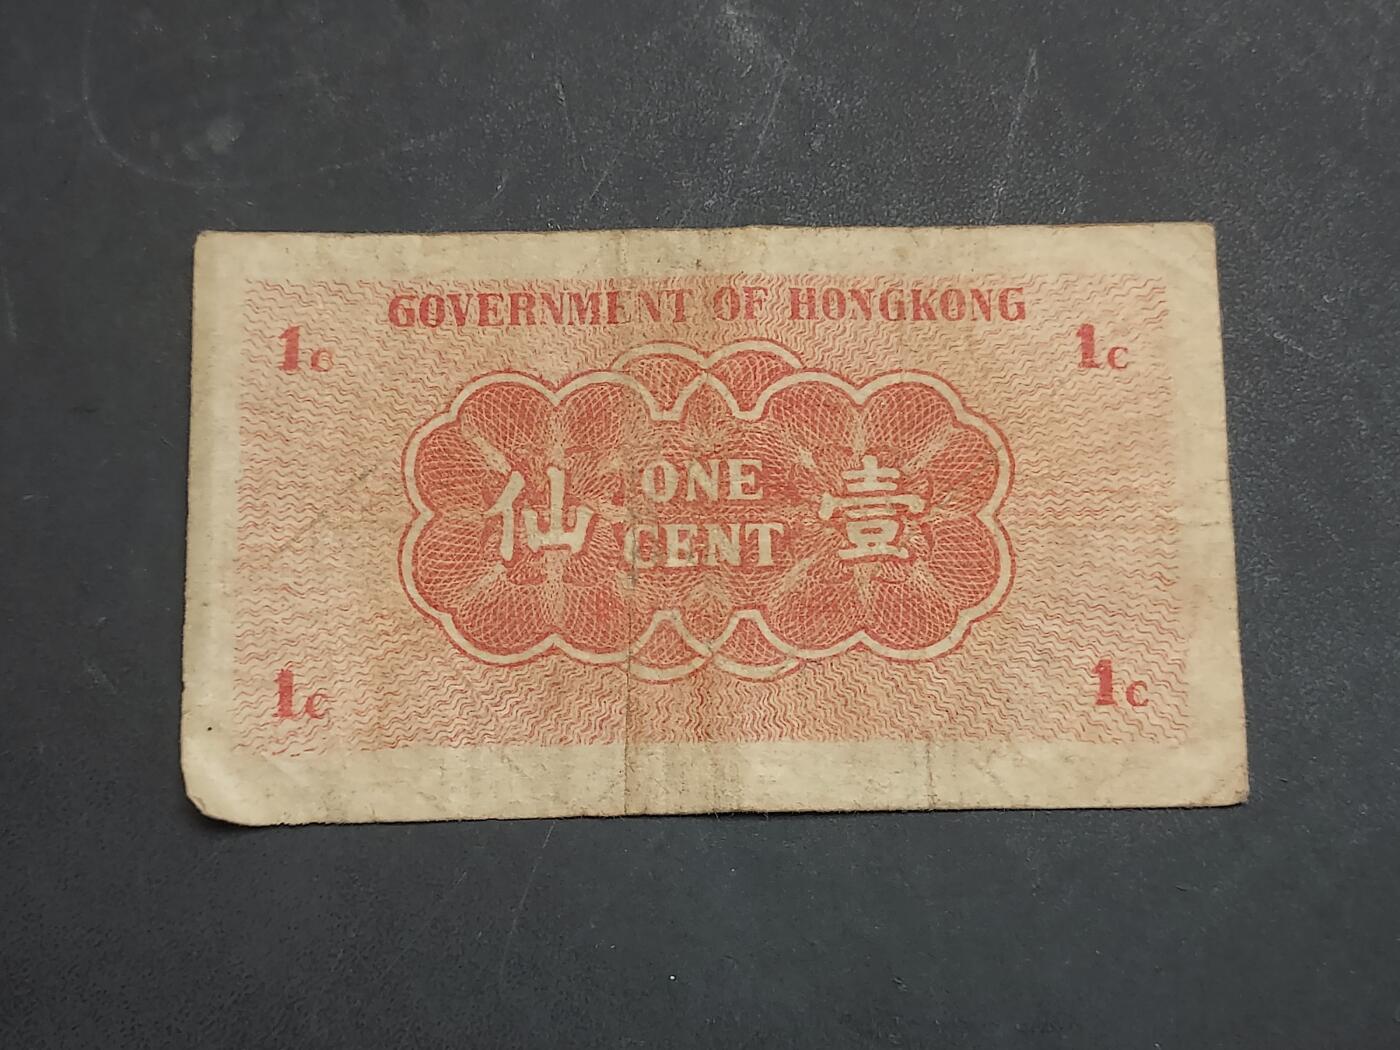 GOVERNMENT OF HONGKONG
1c 1c
仙 ONE CENT 壹
1c 1c